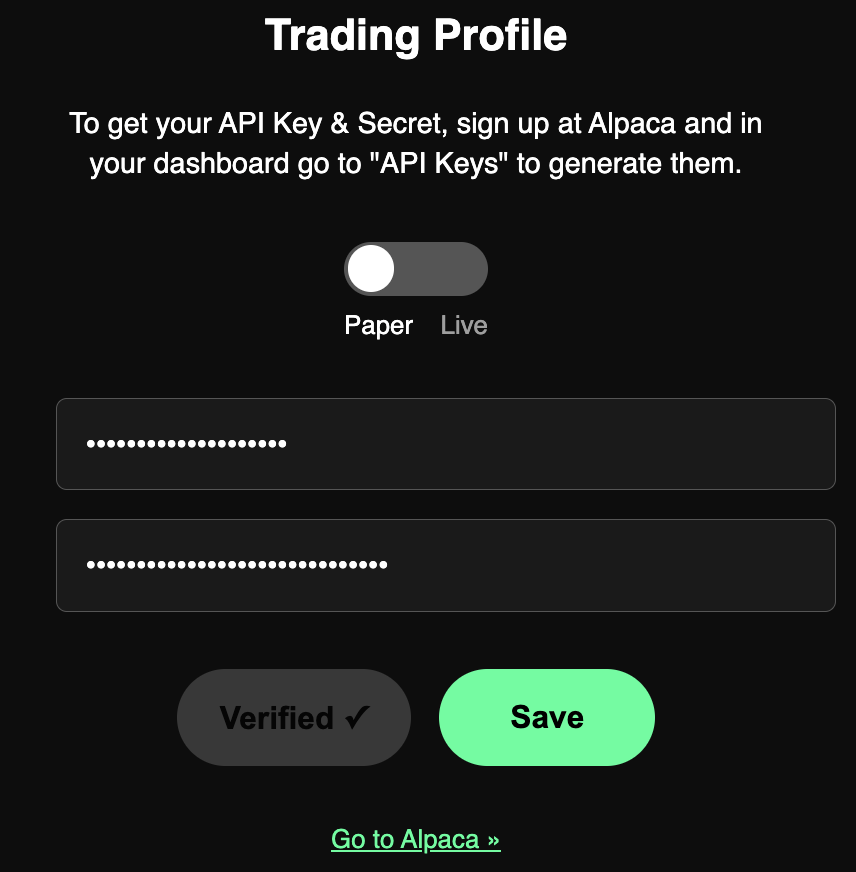 Trading Profile
To get your API Key & Secret, sign up at Alpaca and in
your dashboard go to "API Keys" to generate them.
Paper Live
••••••••••••••••••••
••••••••••••••••••••••••••••••
Verified ✓ Save
Go to Alpaca »